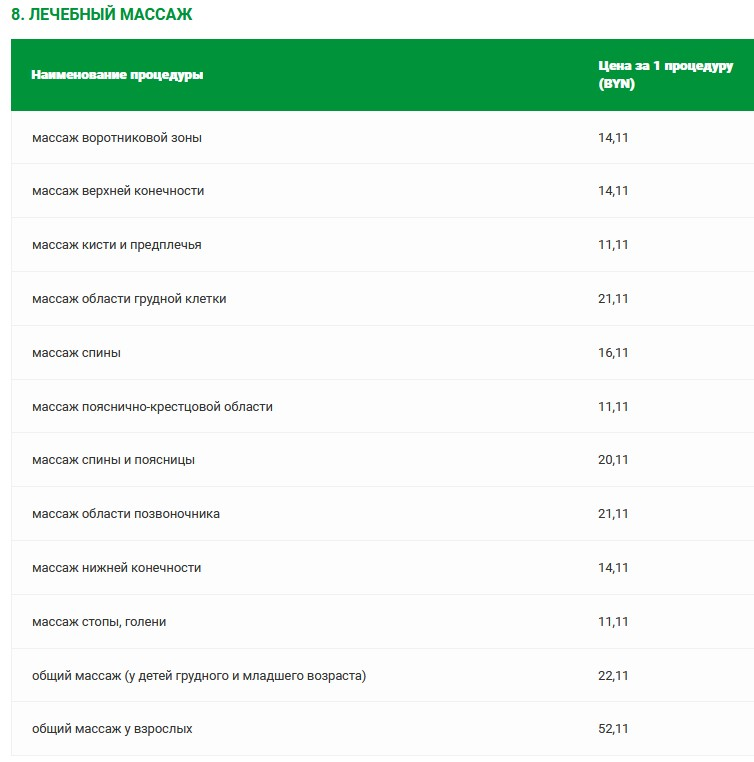 8. ЛЕЧЕБНЫЙ МАССАЖ
Наименование процедуры
Цена за 1 процедуру
(BYN)
массаж воротниковой зоны 14,11
массаж верхней конечности 14,11
массаж кисти и предплечья 11,11
массаж области грудной клетки 21,11
массаж спины 16,11
массаж пояснично-крестцовой области 11,11
массаж спины и поясницы 20,11
массаж области позвоночника 21,11
массаж нижней конечности 14,11
массаж стопы, голени 11,11
общий массаж (у детей грудного и младшего возраста) 22,11
общий массаж у взрослых 52,11